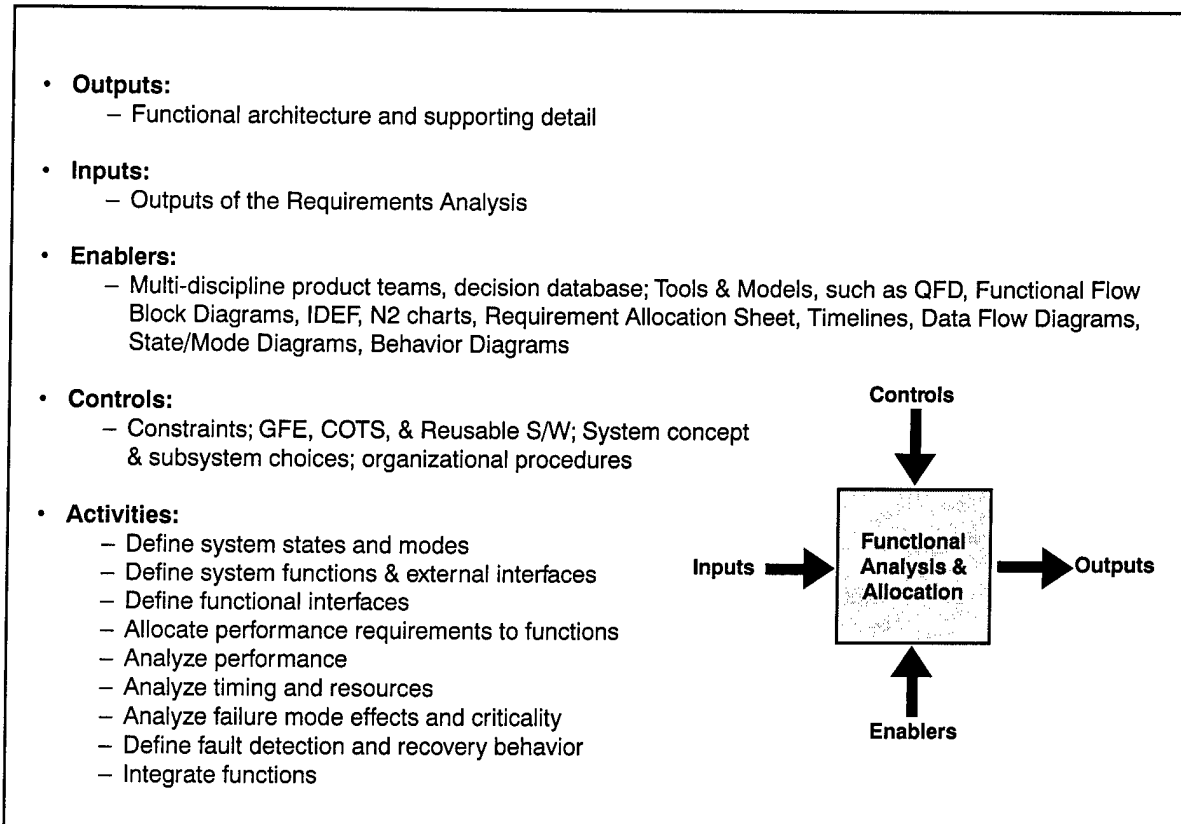 • Outputs:
– Functional architecture and supporting detail
• Inputs:
– Outputs of the Requirements Analysis
• Enablers:
– Multi-discipline product teams, decision database; Tools & Models, such as QFD, Functional Flow
Block Diagrams, IDEF, N2 charts, Requirement Allocation Sheet, Timelines, Data Flow Diagrams,
State/Mode Diagrams, Behavior Diagrams
• Controls:
– Constraints; GFE, COTS, & Reusable S/W; System concept
& subsystem choices; organizational procedures
• Activities:
– Define system states and modes
– Define system functions & external interfaces
– Define functional interfaces
– Allocate performance requirements to functions
– Analyze performance
– Analyze timing and resources
– Analyze failure mode effects and criticality
– Define fault detection and recovery behavior
– Integrate functions
Controls
Inputs
Functional
Analysis &
Allocation
Outputs
Enablers